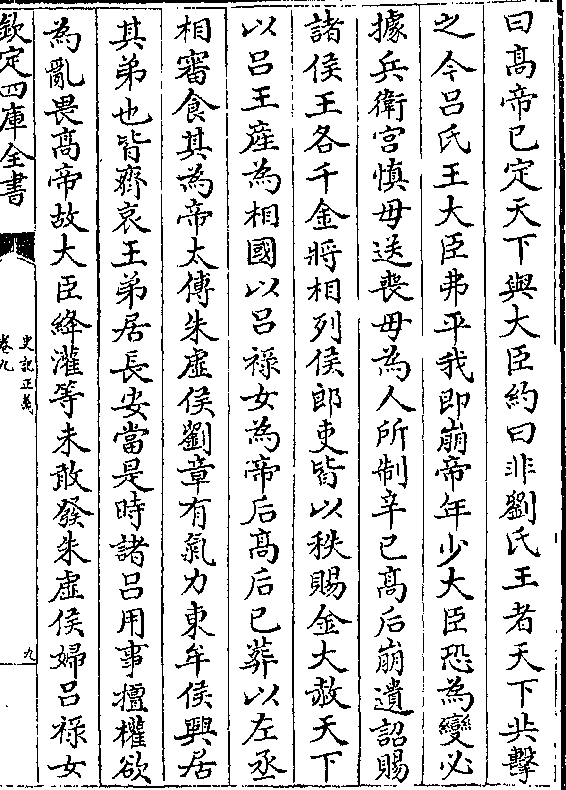 曰髙帝已定天下與大臣約曰非劉氏王者天下共擊
之今呂氏王大臣弗平我即崩帝年少大臣恐為變必
據兵衛宫慎毋送喪毋為人所制辛已髙后崩遺詔賜
諸侯王各千金將相列侯郎吏皆以秩賜金大赦天下
以呂王産為相國以呂禄女為帝后髙后已葬以左丞
相審食其為帝太傅朱虚侯劉章有氣力東牟侯興居
其弟也皆齊哀王弟居長安當是時諸呂用事擅權欲
為亂畏髙帝故大臣絳灌等未敢發朱虚侯婦呂禄女
欽定四庫全書
史記正義
卷九
九